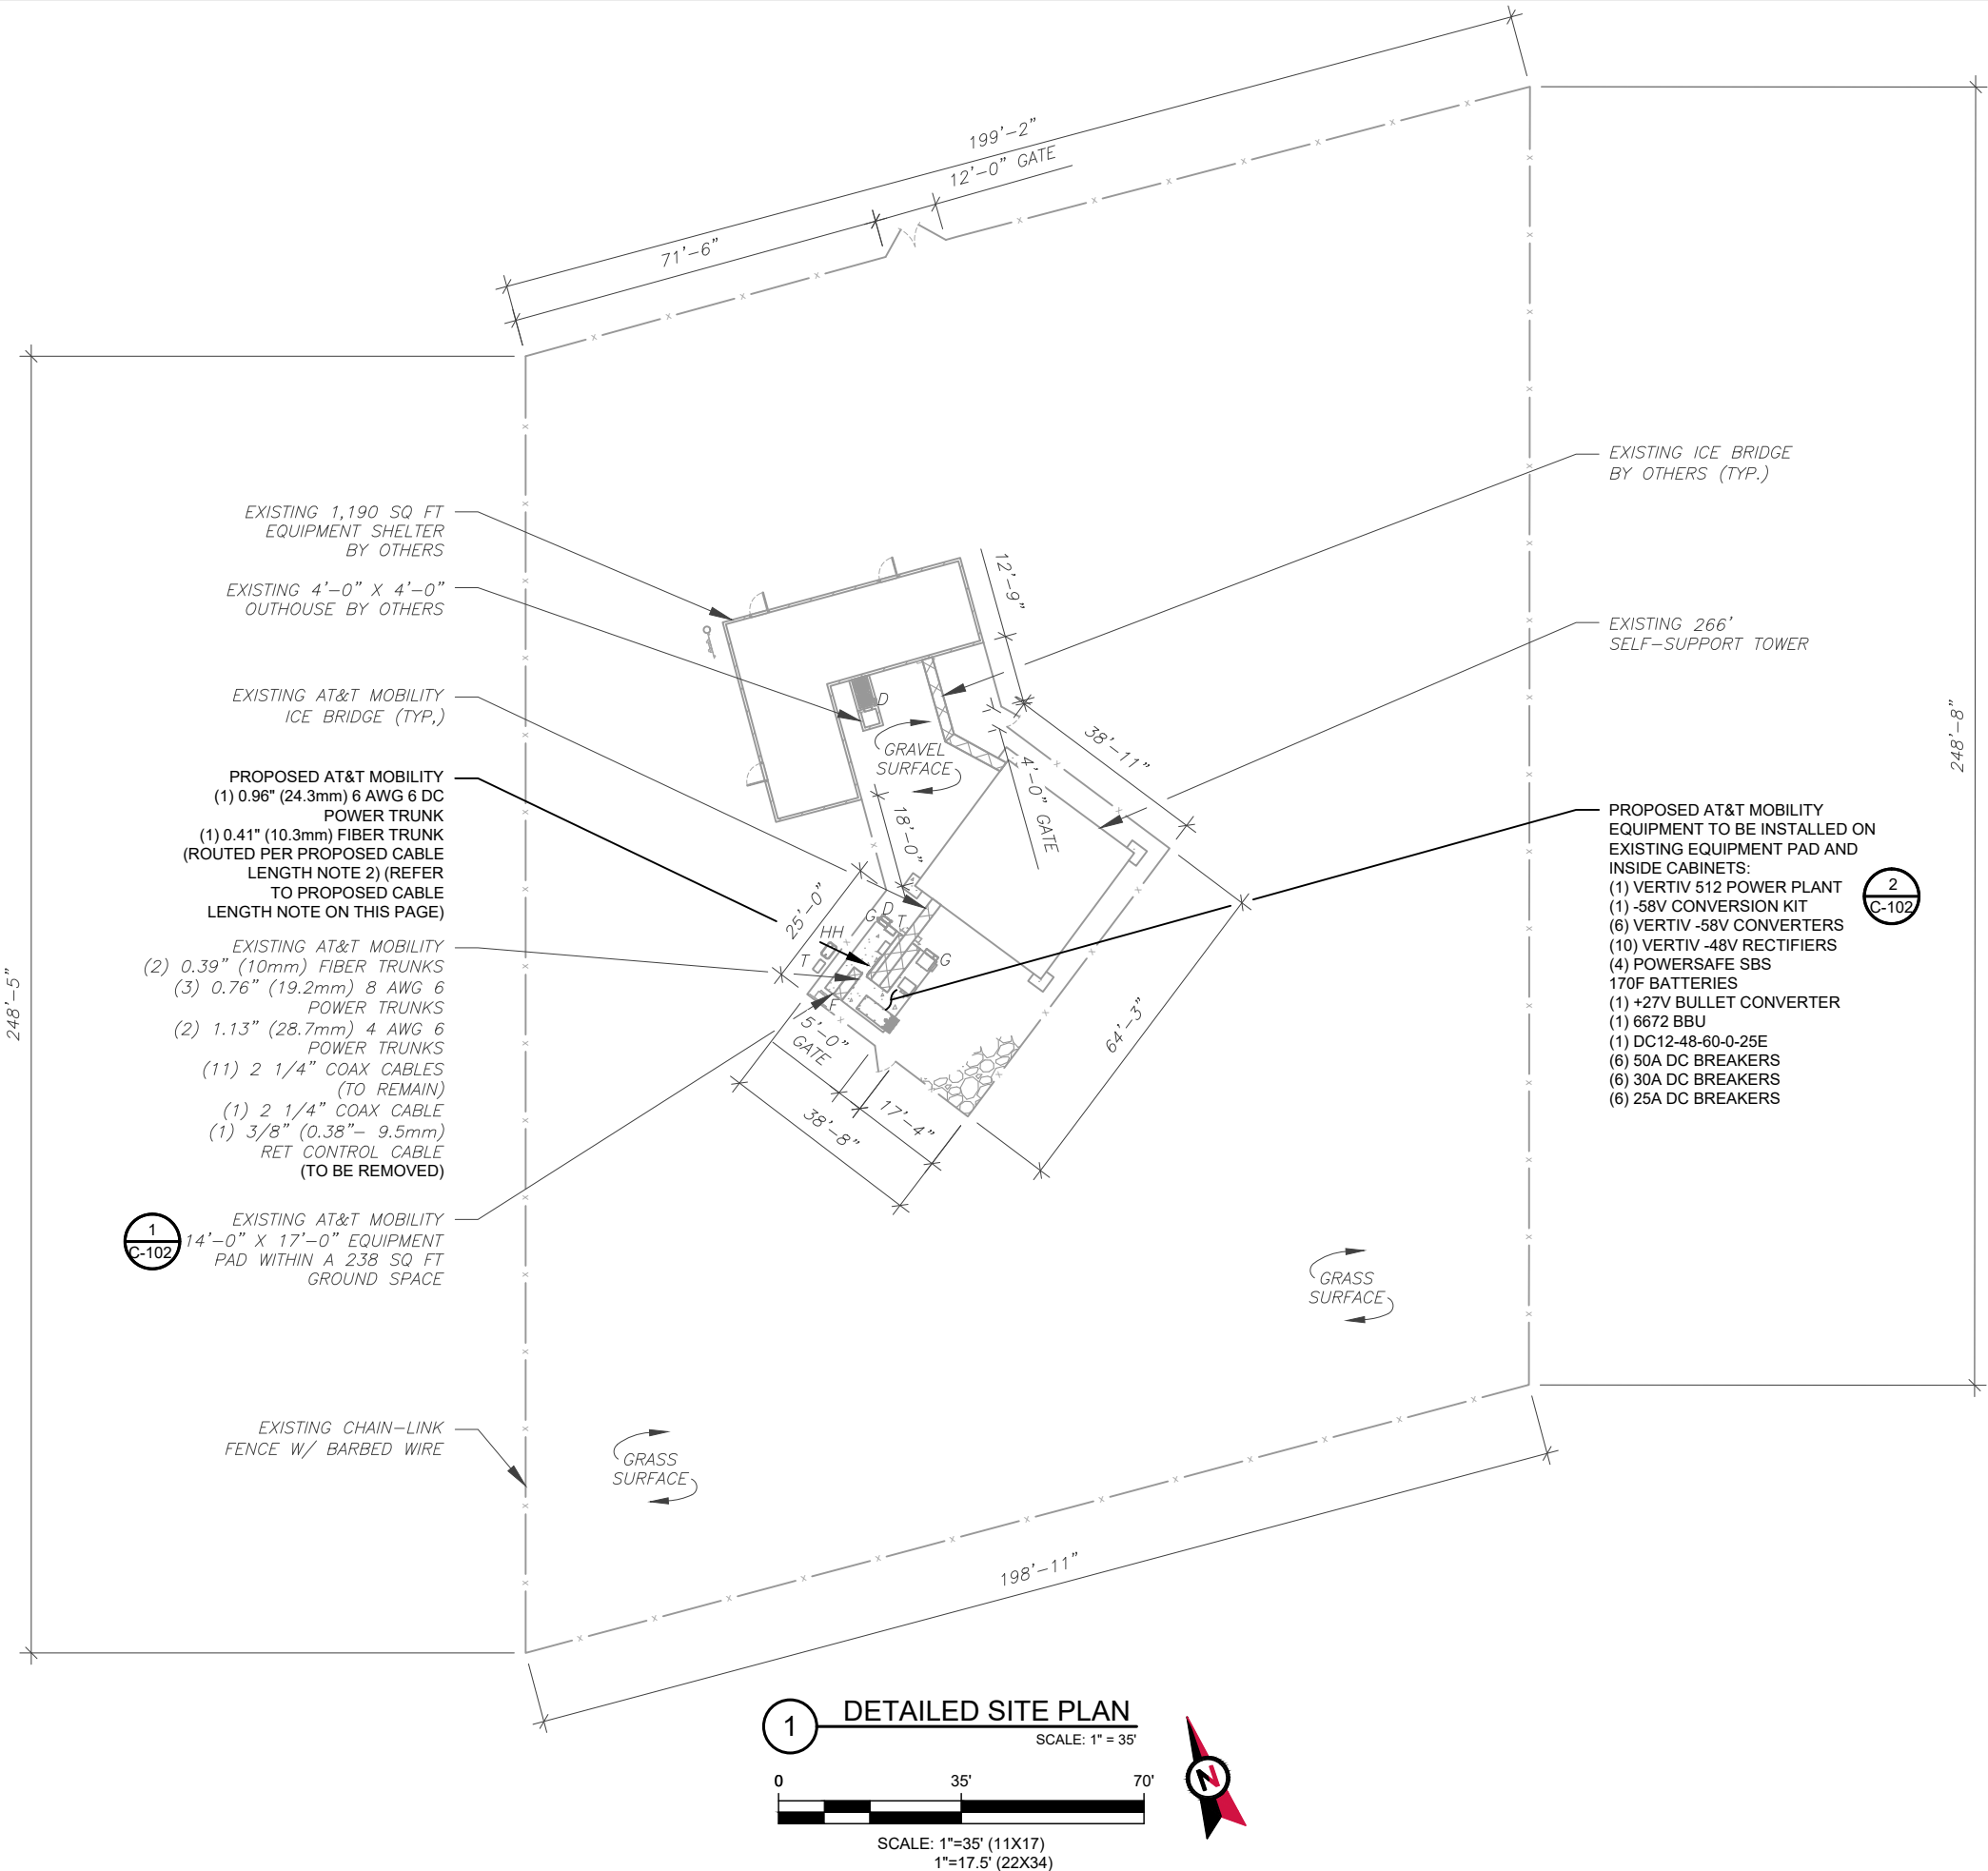 199'-2"
12'-0" GATE
71'-6"
EXISTING ICE BRIDGE
BY OTHERS (TYP.)
EXISTING 1,190 SQ FT
EQUIPMENT SHELTER
BY OTHERS
12'-9"
EXISTING 4'-0" X 4'-0"
OUTHOUSE BY OTHERS
EXISTING 266'
SELF-SUPPORT TOWER
EXISTING AT&T MOBILITY
ICE BRIDGE (TYP,)
D
GRAVEL
SURFACE
38'-11"
4'-0" GATE
18'-0"
248'-8"
PROPOSED AT&T MOBILITY
(1) 0.96" (24.3mm) 6 AWG 6 DC
POWER TRUNK
(1) 0.41" (10.3mm) FIBER TRUNK
(ROUTED PER PROPOSED CABLE
LENGTH NOTE 2) (REFER
TO PROPOSED CABLE
LENGTH NOTE ON THIS PAGE)
PROPOSED AT&T MOBILITY
EQUIPMENT TO BE INSTALLED ON
EXISTING EQUIPMENT PAD AND
INSIDE CABINETS:
(1) VERTIV 512 POWER PLANT
(1) -58V CONVERSION KIT
(6) VERTIV -58V CONVERTERS
(10) VERTIV -48V RECTIFIERS
(4) POWERSAFE SBS
170F BATTERIES
(1) +27V BULLET CONVERTER
(1) 6672 BBU
(1) DC12-48-60-0-25E
(6) 50A DC BREAKERS
(6) 30A DC BREAKERS
(6) 25A DC BREAKERS
2
C-102
25'-0"
G
D
T
HH
T
G
F
EXISTING AT&T MOBILITY
(2) 0.39" (10mm) FIBER TRUNKS
(3) 0.76" (19.2mm) 8 AWG 6
POWER TRUNKS
(2) 1.13" (28.7mm) 4 AWG 6
POWER TRUNKS
(11) 2 1/4" COAX CABLES
(TO REMAIN)
(1) 2 1/4" COAX CABLE
(1) 3/8" (0.38"- 9.5mm)
RET CONTROL CABLE
(TO BE REMOVED)
248'-5"
5'-0"
GATE
64'-3"
17'-4"
38'-8"
1
C-102
EXISTING AT&T MOBILITY
14'-0" X 17'-0" EQUIPMENT
PAD WITHIN A 238 SQ FT
GROUND SPACE
GRASS
SURFACE
EXISTING CHAIN-LINK
FENCE W/ BARBED WIRE
GRASS
SURFACE
198'-11"
1
DETAILED SITE PLAN
SCALE: 1" = 35'
0 35' 70'
N
SCALE: 1"=35' (11X17)
1"=17.5' (22X34)